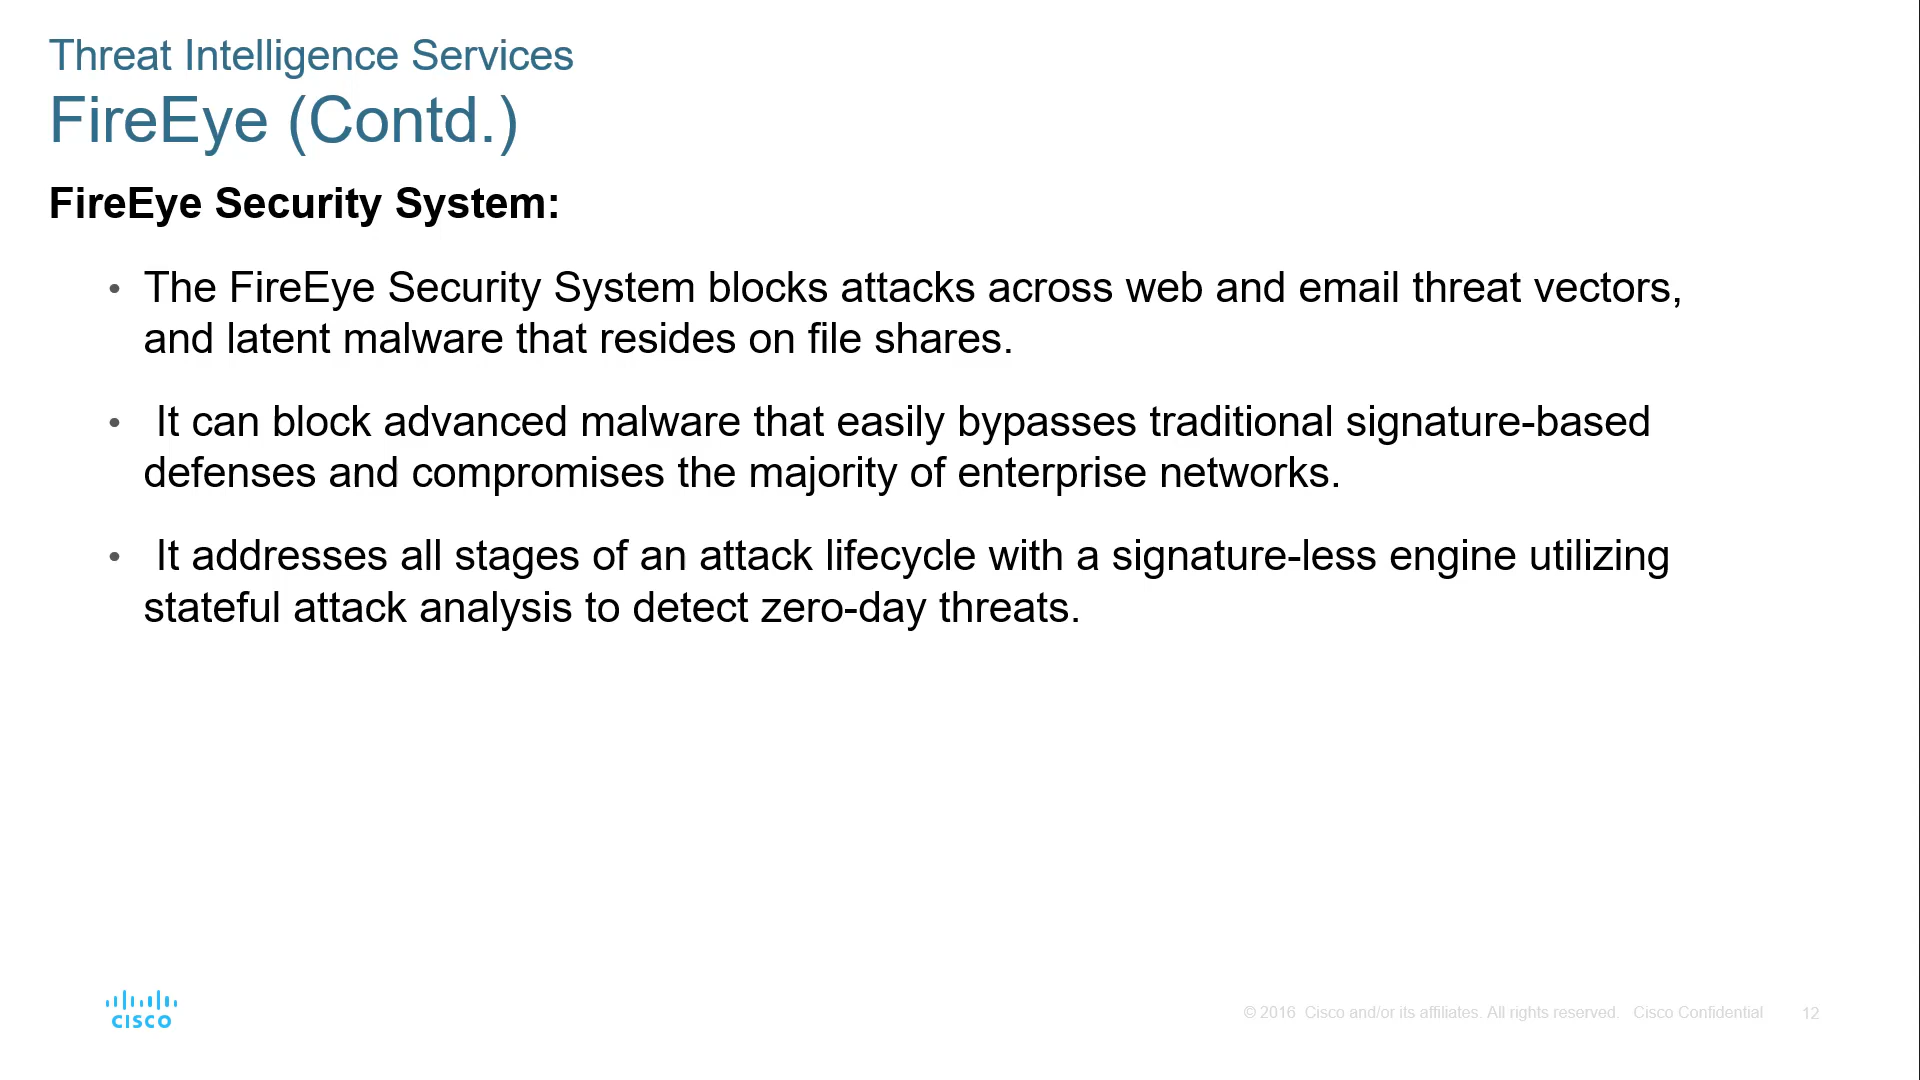 Threat Intelligence Services
FireEye (Contd.)
FireEye Security System:
• The FireEye Security System blocks attacks across web and email threat vectors,
and latent malware that resides on file shares.
• It can block advanced malware that easily bypasses traditional signature-based
defenses and compromises the majority of enterprise networks.
• It addresses all stages of an attack lifecycle with a signature-less engine utilizing
stateful attack analysis to detect zero-day threats.
CISCO
© 2016 Cisco and/or its affiliates. All rights reserved. Cisco Confidential 12